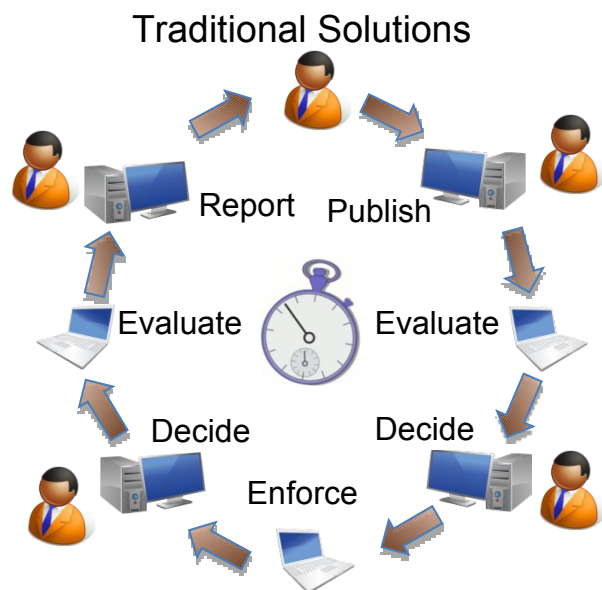 Traditional Solutions
Report
Publish
Evaluate
Evaluate
Decide
Decide
Enforce